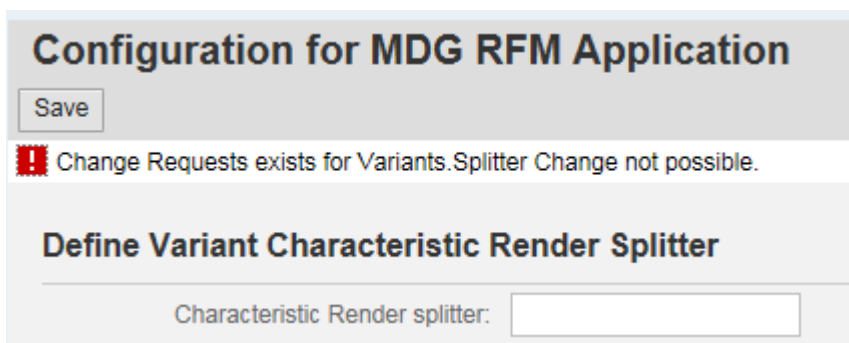 Configuration for MDG RFM Application
Save
Change Requests exists for Variants.Splitter Change not possible.
Define Variant Characteristic Render Splitter
Characteristic Render splitter: